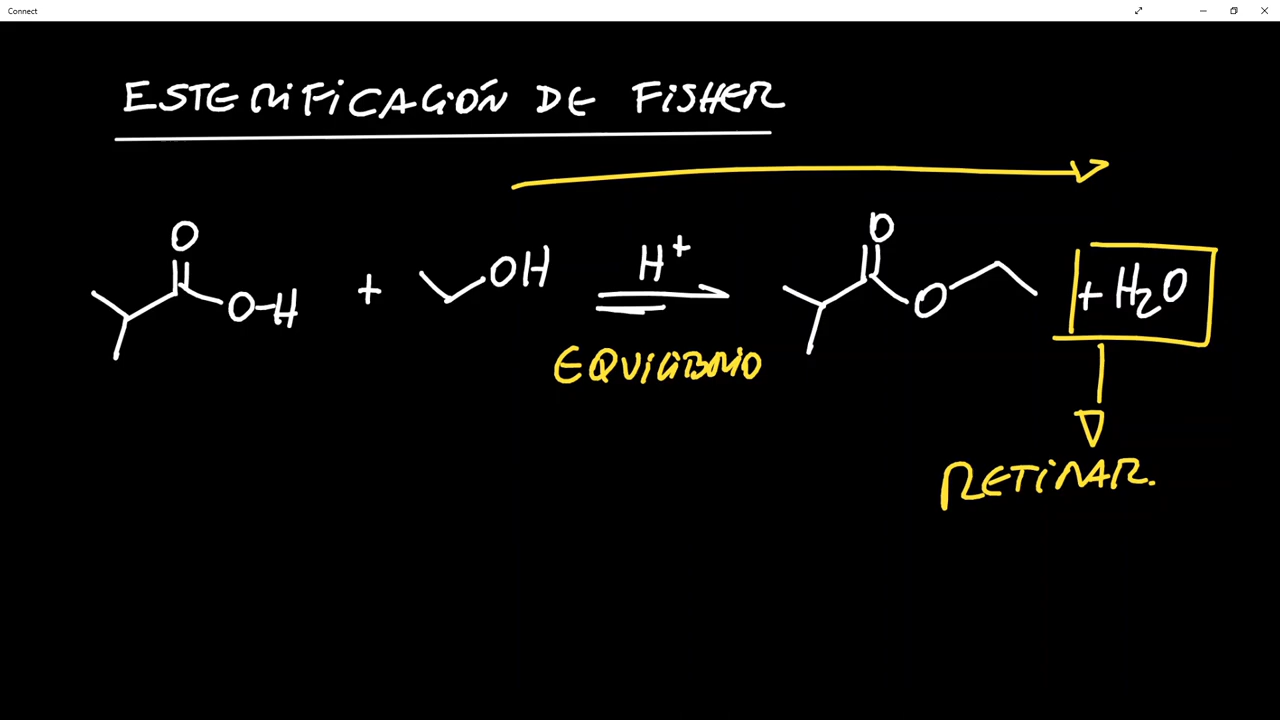 Connect
ESTERIFICACIÓN DE FISHER
O
O-H
+
OH
H+
O
O
+ H2O
EQUILIBRIO
RETIRAR.